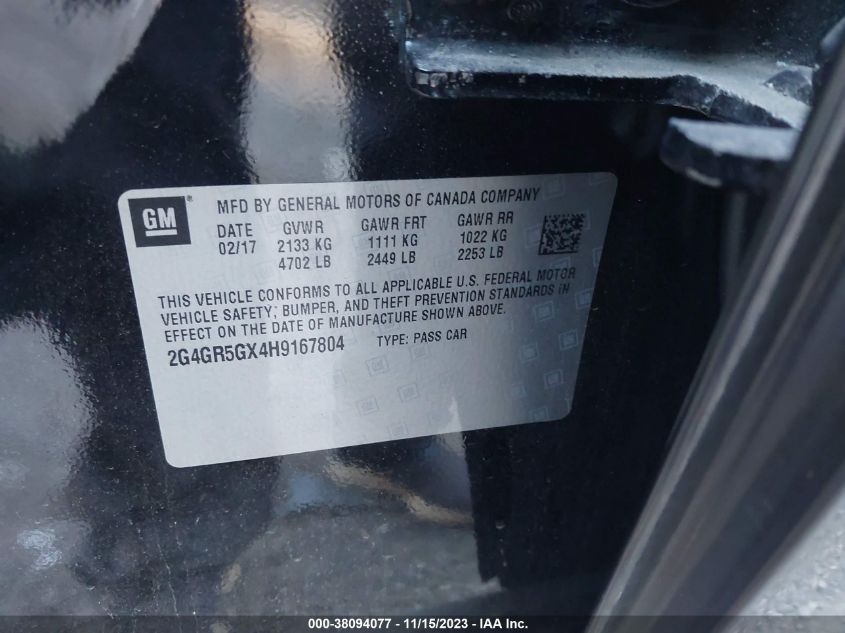 GM
MFD BY GENERAL MOTORS OF CANADA COMPANY
DATE GVWR GAWR FRT GAWR RR
02/17 2133 KG 1111 KG 1022 KG
4702 LB 2449 LB 2253 LB
THIS VEHICLE CONFORMS TO ALL APPLICABLE U.S. FEDERAL MOTOR
VEHICLE SAFETY, BUMPER, AND THEFT PREVENTION STANDARDS IN
EFFECT ON THE DATE OF MANUFACTURE SHOWN ABOVE.
2G4GR5GX4H9167804 TYPE: PASS CAR
000-38094077 - 11/15/2023 - IAA Inc.